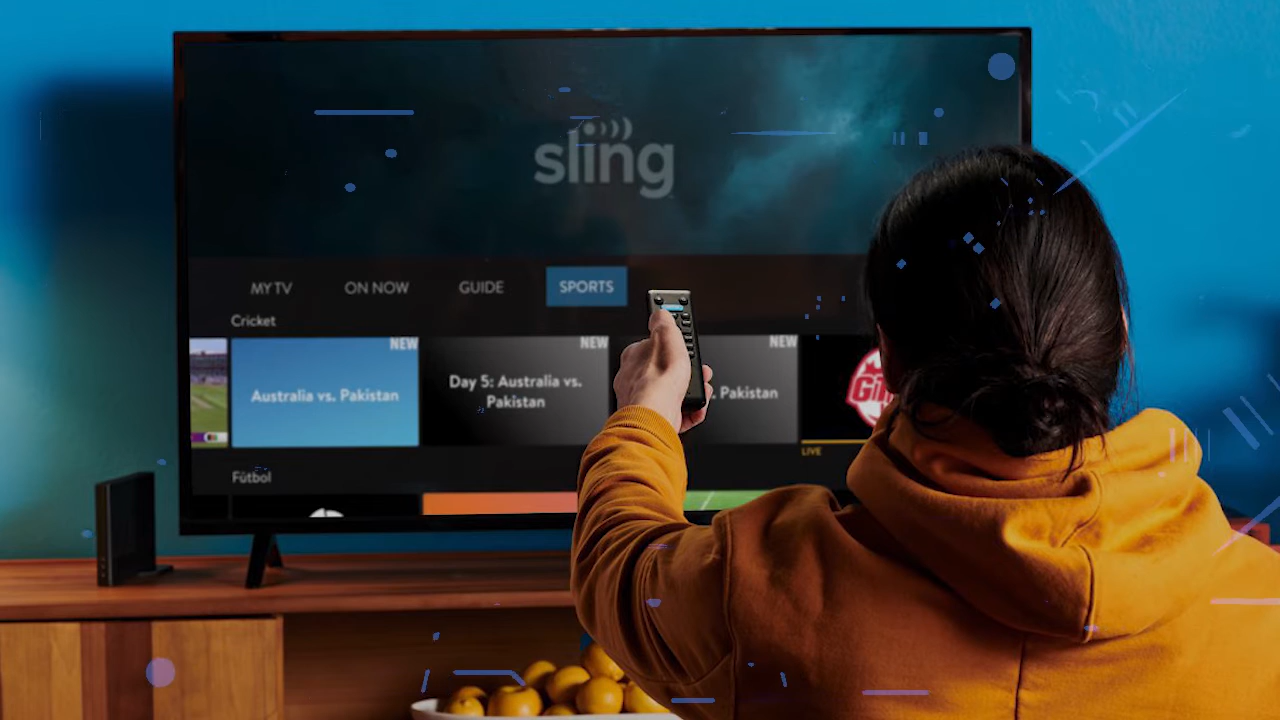 sling
MY TV
ON NOW
GUIDE
SPORTS
Cricket
NEW
NEW
NEW
Australia vs. Pakistan
Day 5: Australia vs.
Pakistan
. Pakistan
LIVE
Fútbol